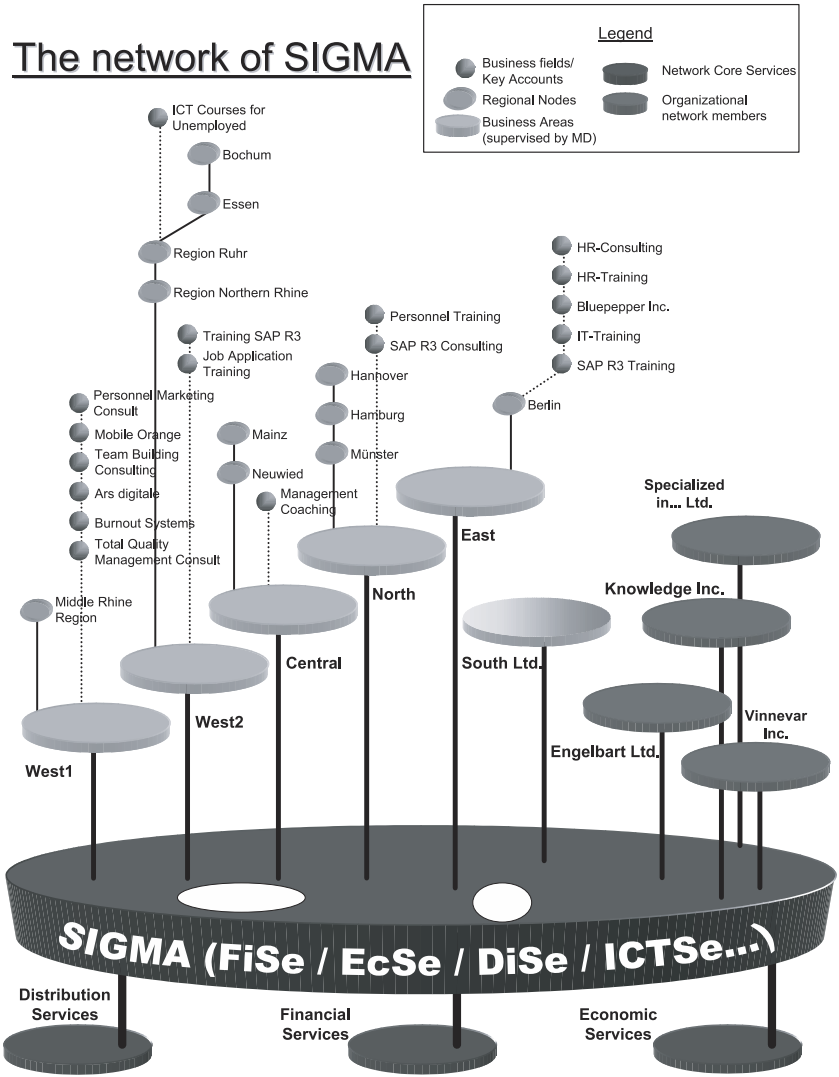 The network of SIGMA
Legend
Business fields/
Key Accounts
Regional Nodes
Business Areas
(supervised by MD)
Network Core Services
Organizational
network members
ICT Courses for
Unemployed
Bochum
Essen
Region Ruhr
Region Northern Rhine
Training SAP R3
Job Application
Training
Personnel Marketing
Consult
Mobile Orange
Team Building
Consulting
Ars digitale
Burnout Systems
Total Quality
Management Consult
Middle Rhine
Region
Mainz
Neuwied
Management
Coaching
Personnel Training
SAP R3 Consulting
Hannover
Hamburg
Münster
HR-Consulting
HR-Training
Bluepepper Inc.
IT-Training
SAP R3 Training
Berlin
East
North
Central
West2
West1
South Ltd.
Specialized
in... Ltd.
Knowledge Inc.
Engelbart Ltd.
Vinnevar
Inc.
SIGMA (FiSe / EcSe / DiSe / ICTSe...)
Distribution
Services
Financial
Services
Economic
Services